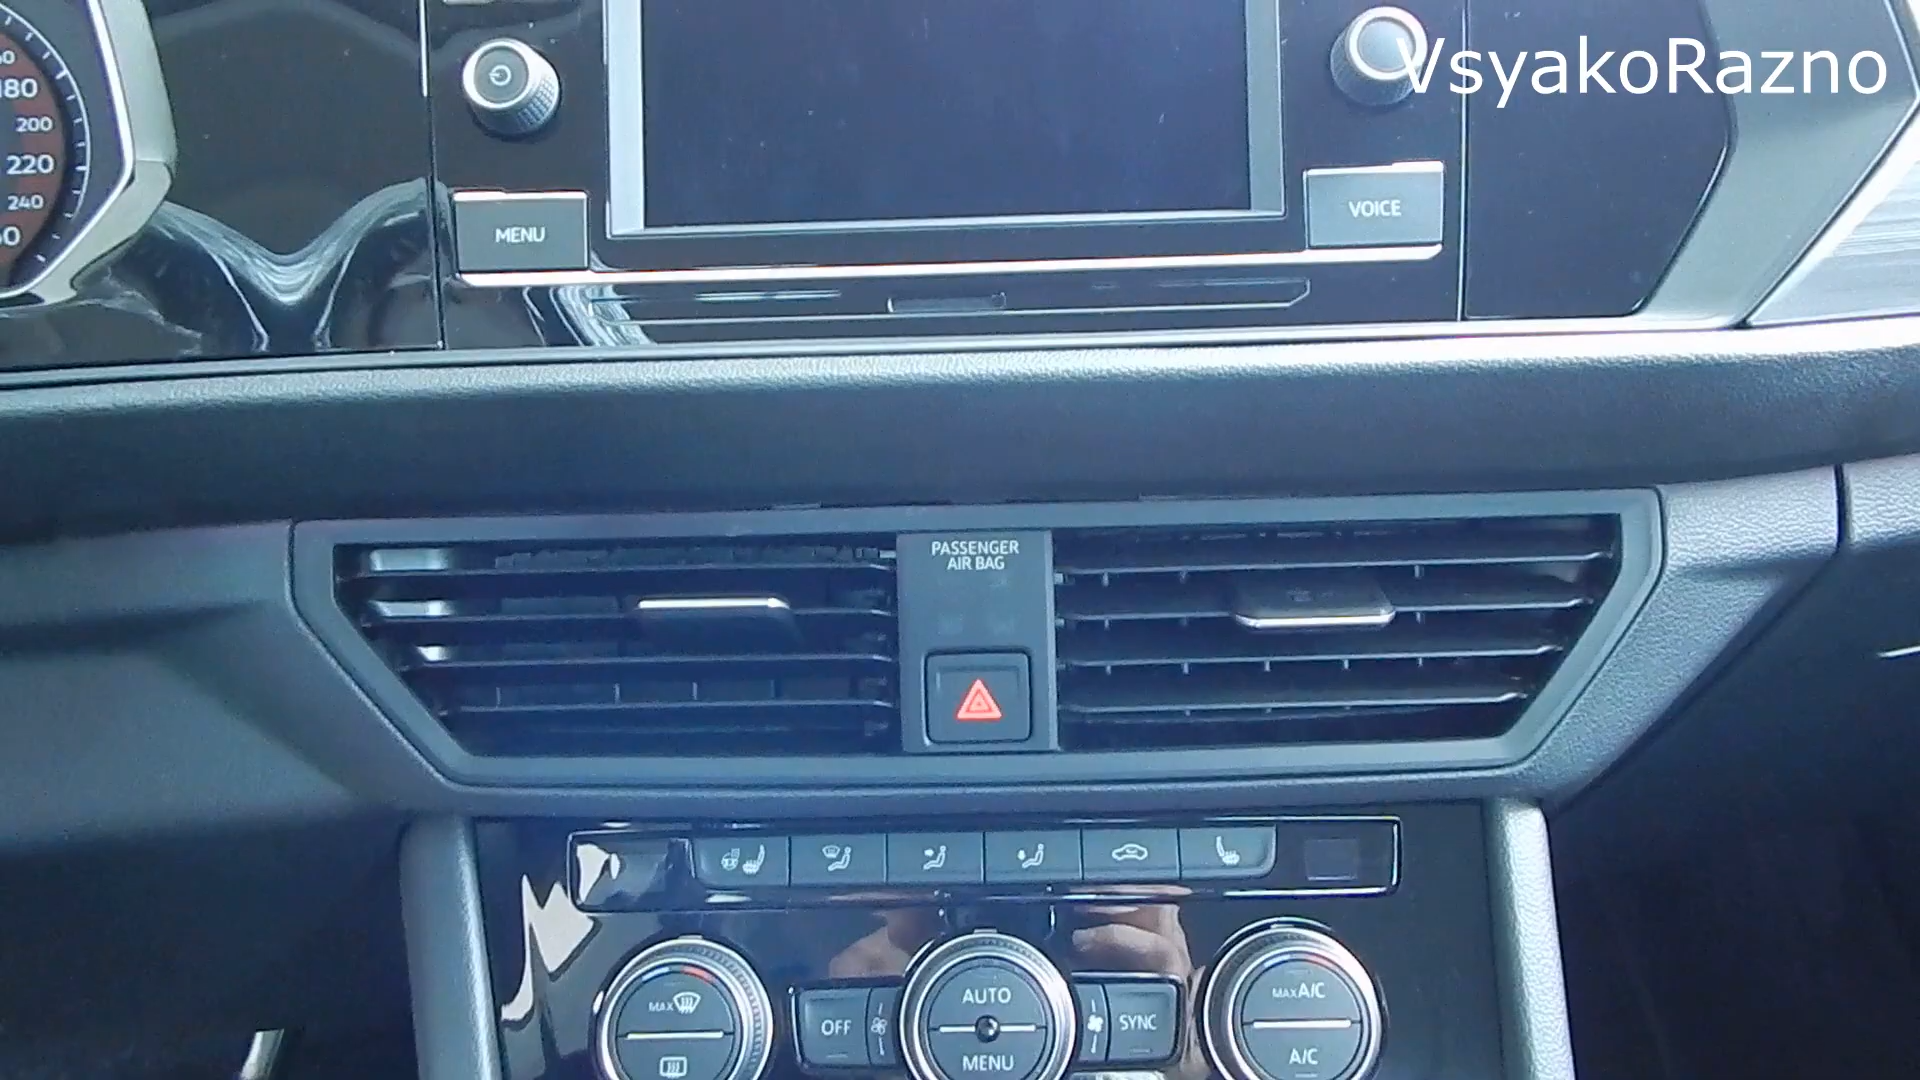 VsyakoRazno
180
200
220
240
MENU
VOICE
PASSENGER
AIR BAG
MAX
OFF
AUTO
MENU
SYNC
MAX A/C
A/C